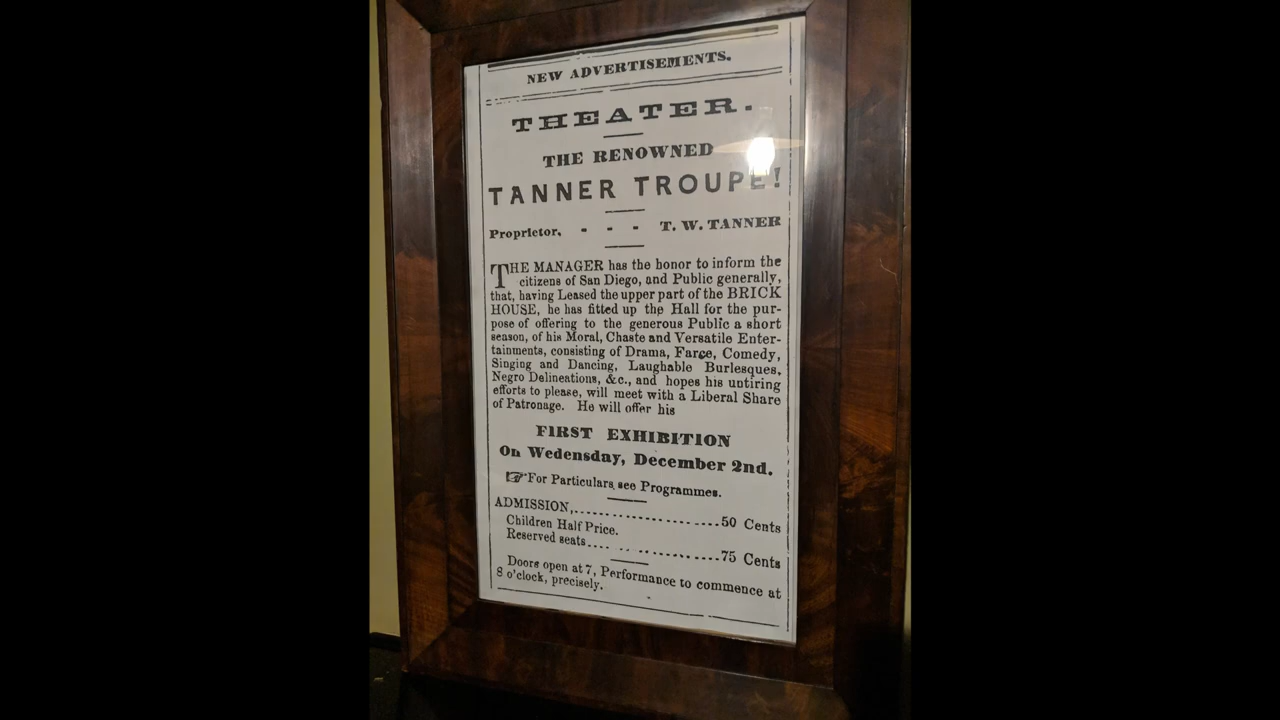 NEW ADVERTISEMENTS.
THEATER.
THE RENOWNED
TANNER TROUPE!
Proprietor, - - - T. W. TANNER
THE MANAGER has the honor to inform the
citizens of San Diego, and Public generally,
that, having Leased the upper part of the BRICK
HOUSE, he has fitted up the Hall for the pur-
pose of offering to the generous Public a short
season, of his Moral, Chaste and Versatile Enter-
tainments, consisting of Drama, Farce, Comedy,
Singing and Dancing, Laughable Burlesques,
Negro Delineations, &c., and hopes his untiring
efforts to please, will meet with a Liberal Share
of Patronage. He will offer his
FIRST EXHIBITION
On Wedensday, December 2nd.
☞For Particulars see Programmes.
ADMISSION,....................50 Cents
Children Half Price.
Reserved seats....................75 Cents
Doors open at 7, Performance to commence at
8 o'clock, precisely.